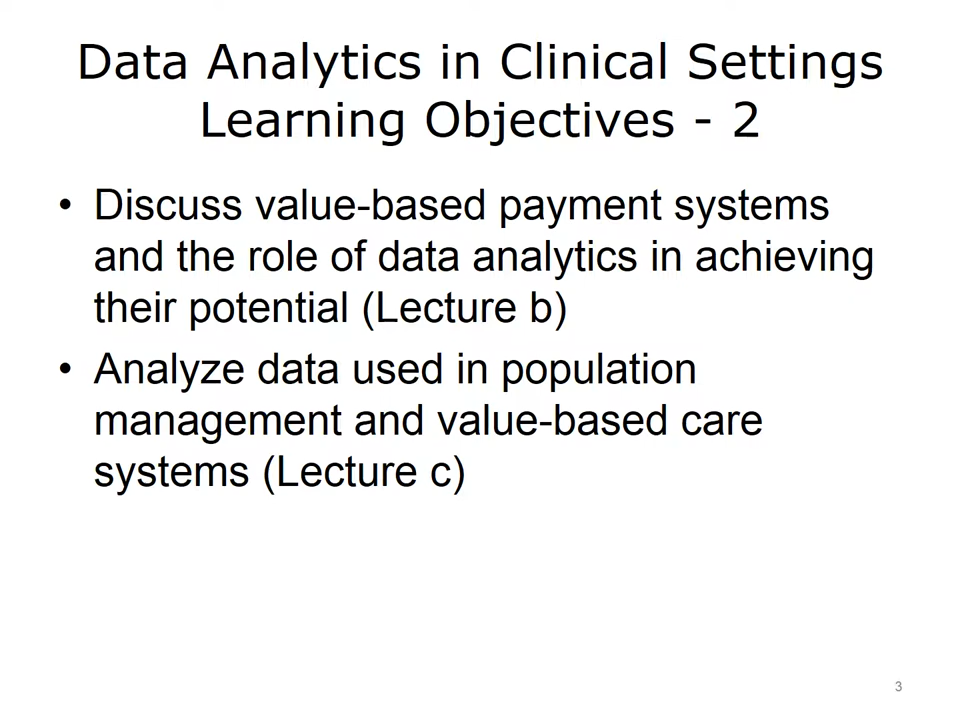 Data Analytics in Clinical Settings
Learning Objectives - 2
• Discuss value-based payment systems
and the role of data analytics in achieving
their potential (Lecture b)
• Analyze data used in population
management and value-based care
systems (Lecture c)
3